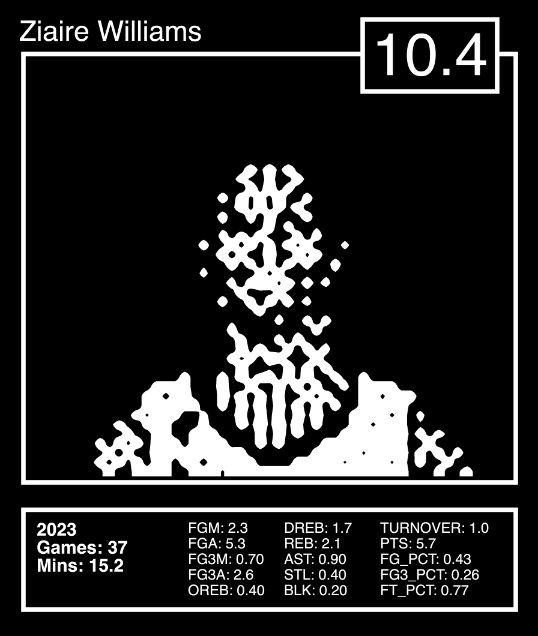 Ziaire Williams
10.4
2023
Games: 37
Mins: 15.2
FGM: 2.3
FGA: 5.3
FG3M: 0.70
FG3A: 2.6
OREB: 0.40
DREB: 1.7
REB: 2.1
AST: 0.90
STL: 0.40
BLK: 0.20
TURNOVER: 1.0
PTS: 5.7
FG_PCT: 0.43
FG3_PCT: 0.26
FT_PCT: 0.77